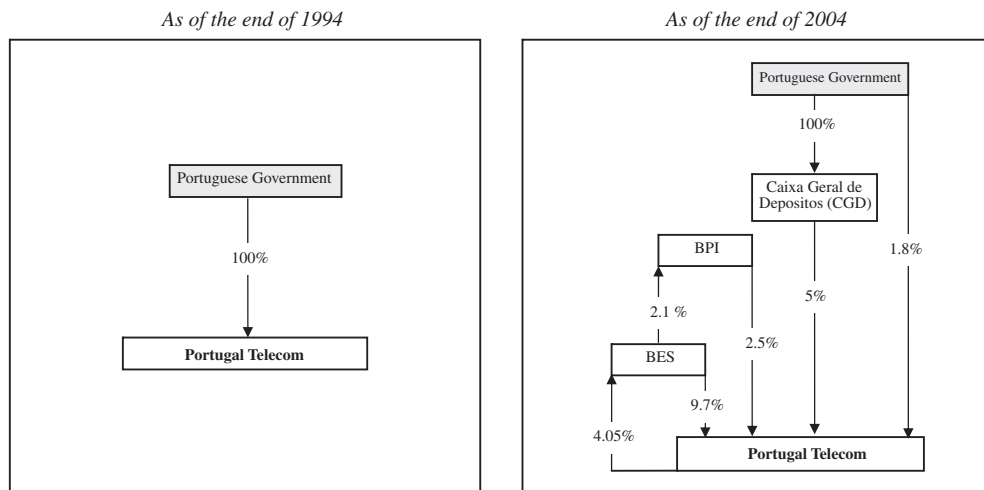 As of the end of 1994
Portuguese Government
100%
Portugal Telecom
As of the end of 2004
Portuguese Government
100%
Caixa Geral de
Depositos (CGD)
BPI
1.8%
5%
2.1 %
2.5%
BES
9.7%
4.05%
Portugal Telecom